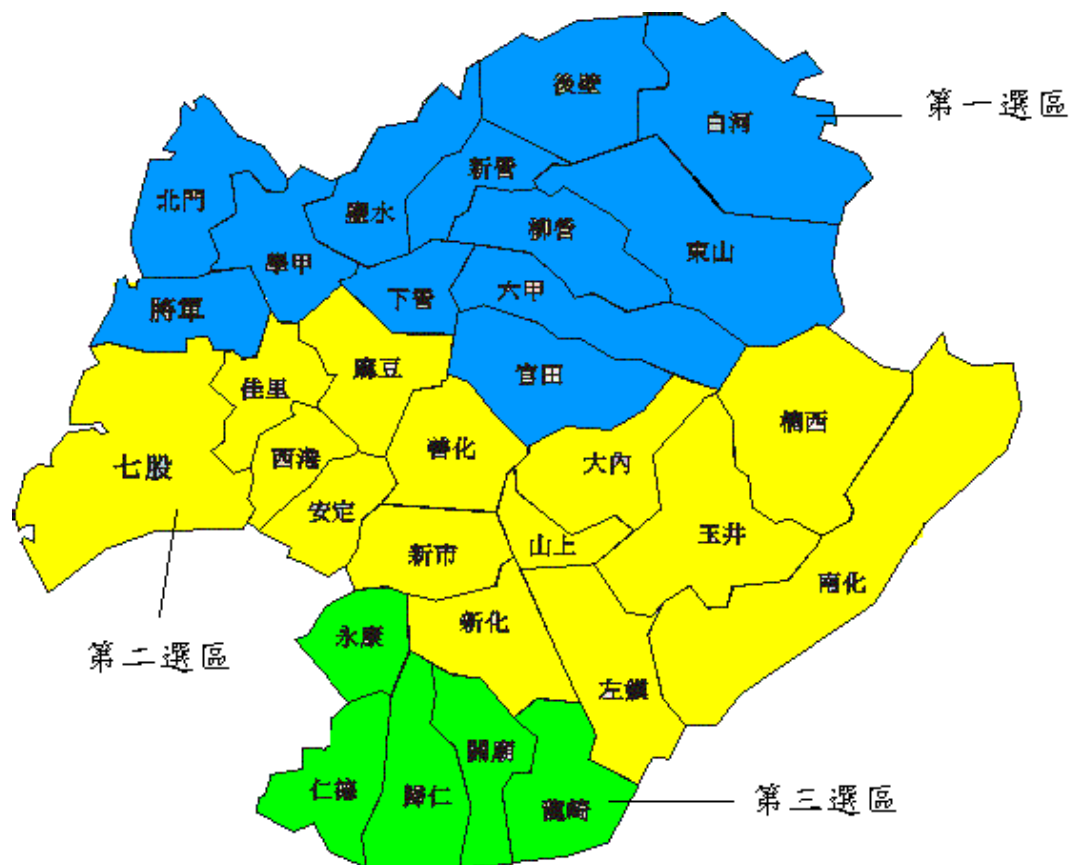 後壁
白河
第一選區
新營
北門
鹽水
柳營
東山
學甲
下營
六甲
將軍
麻豆
官田
佳里
楠西
善化
西港
大內
七股
安定
玉井
新市
山上
南化
新化
永康
第二選區
左鎮
關廟
仁德
歸仁
龍崎
第三選區